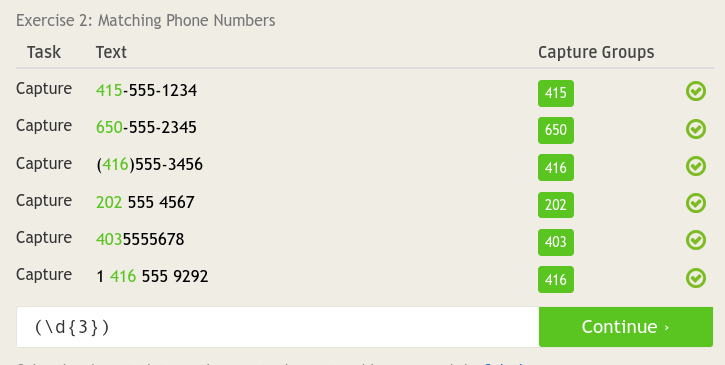 Exercise 2: Matching Phone Numbers
Task Text Capture Groups
Capture 415-555-1234 415
Capture 650-555-2345 650
Capture (416)555-3456 416
Capture 202 555 4567 202
Capture 4035555678 403
Capture 1 416 555 9292 416
(\d{3}) Continue ›